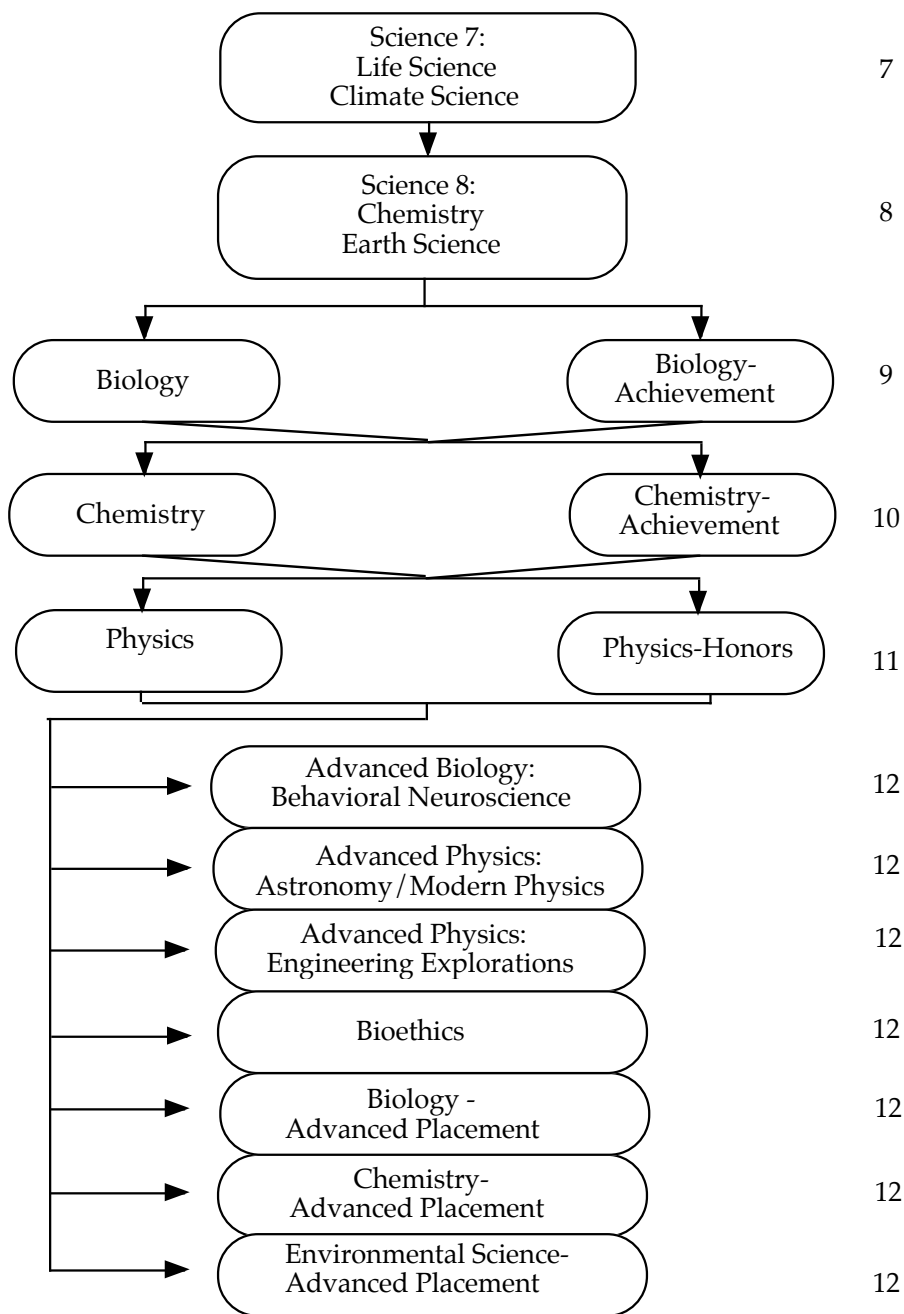 Science 7:
Life Science
Climate Science
7
Science 8:
Chemistry
Earth Science
8
Biology
Biology-
Achievement
9
Chemistry
Chemistry-
Achievement
10
Physics
Physics-Honors
11
Advanced Biology:
Behavioral Neuroscience
12
Advanced Physics:
Astronomy/Modern Physics
12
Advanced Physics:
Engineering Explorations
12
Bioethics
12
Biology -
Advanced Placement
12
Chemistry-
Advanced Placement
12
Environmental Science-
Advanced Placement
12